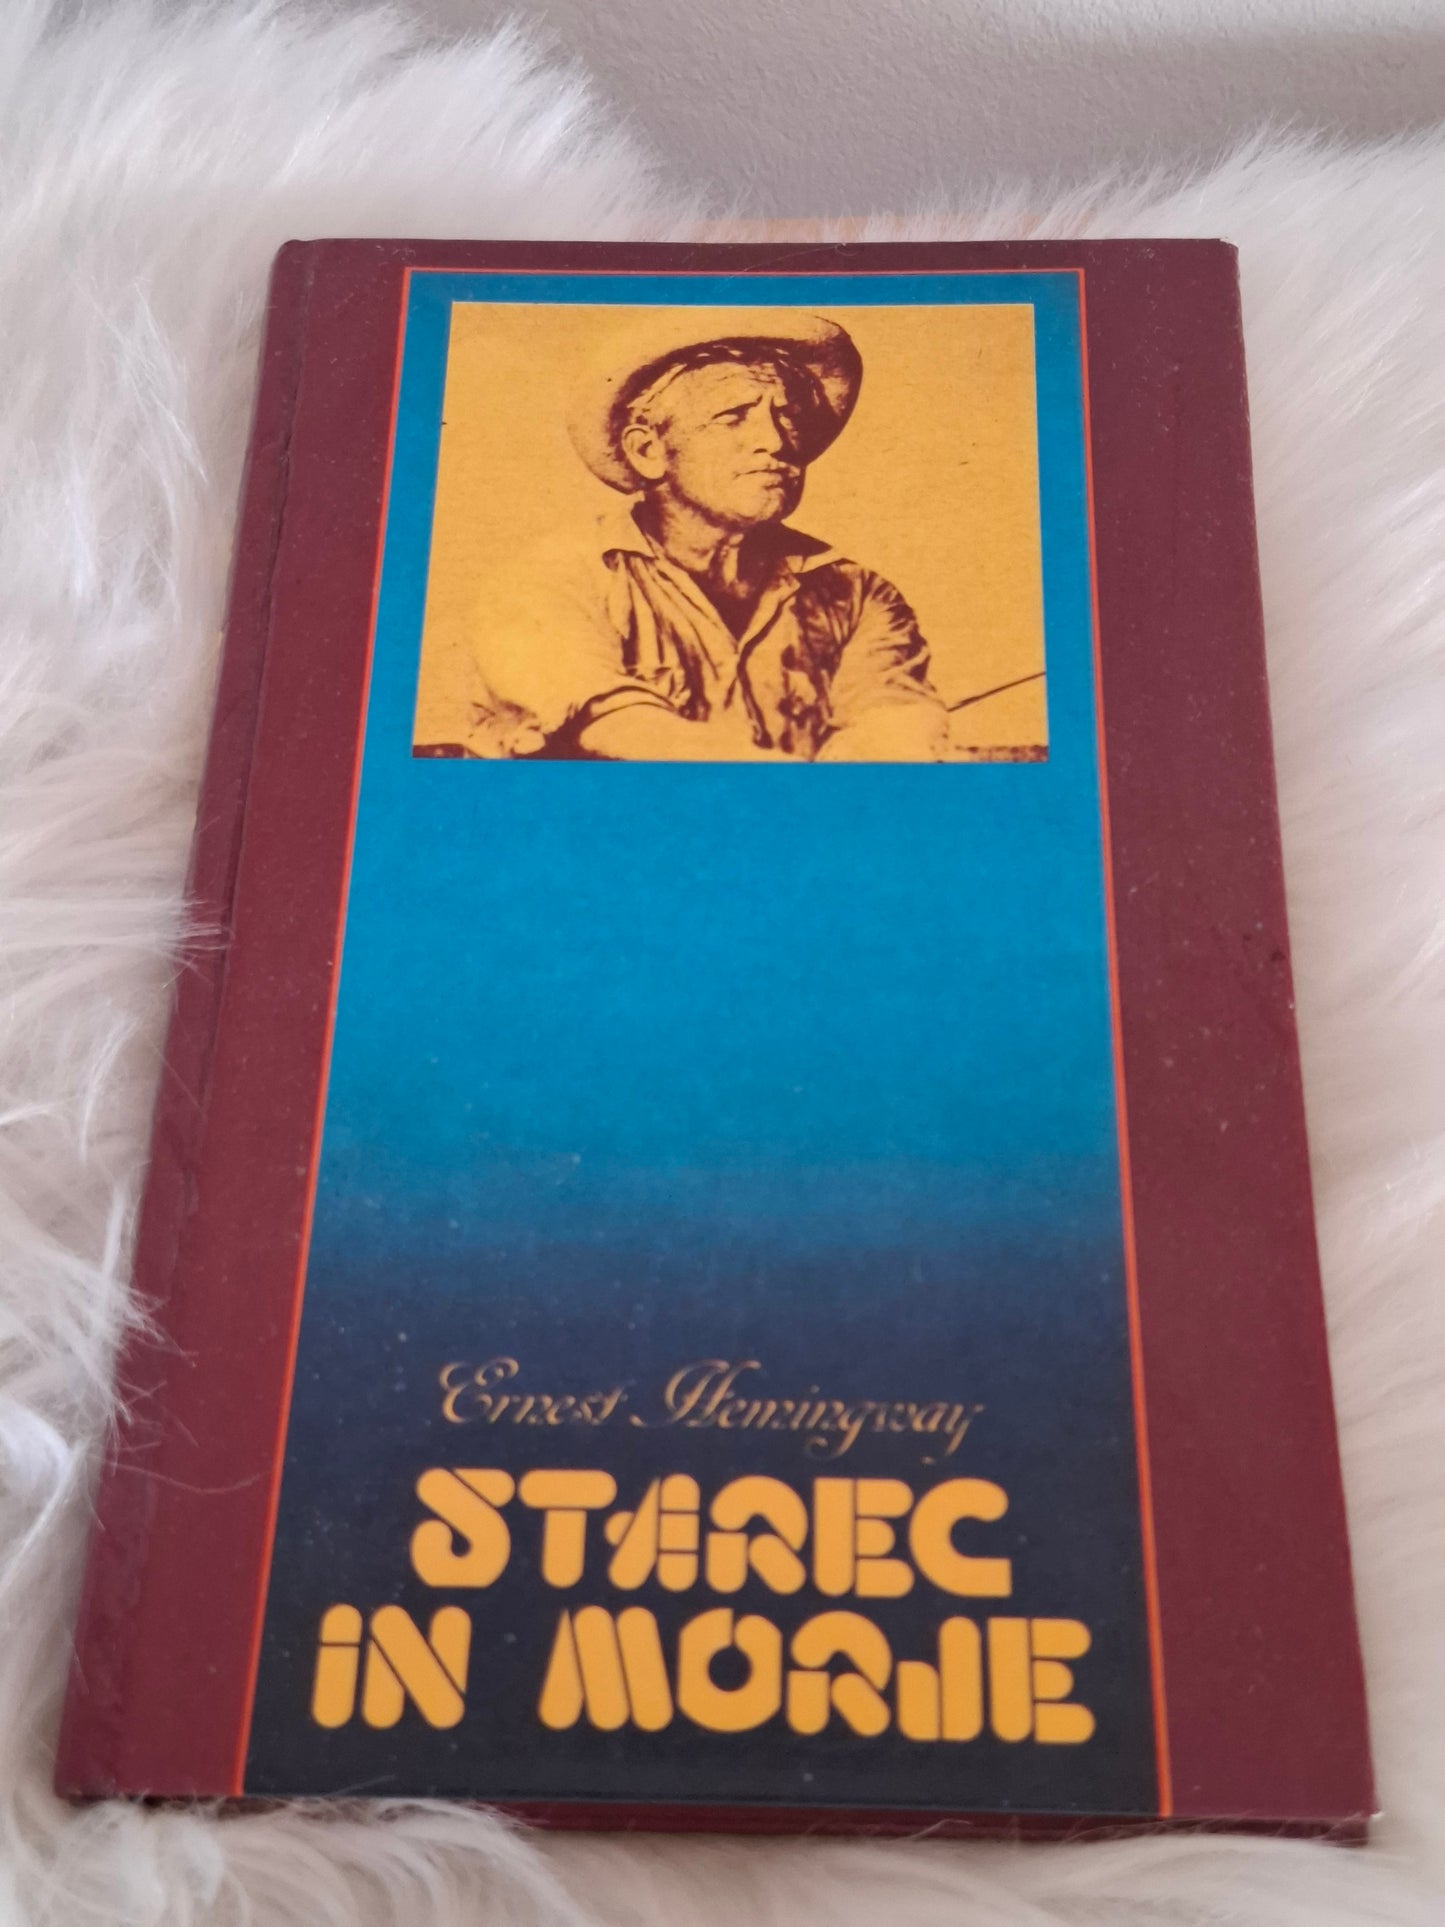 Ernest Hemingway
STAREC
IN MORJE